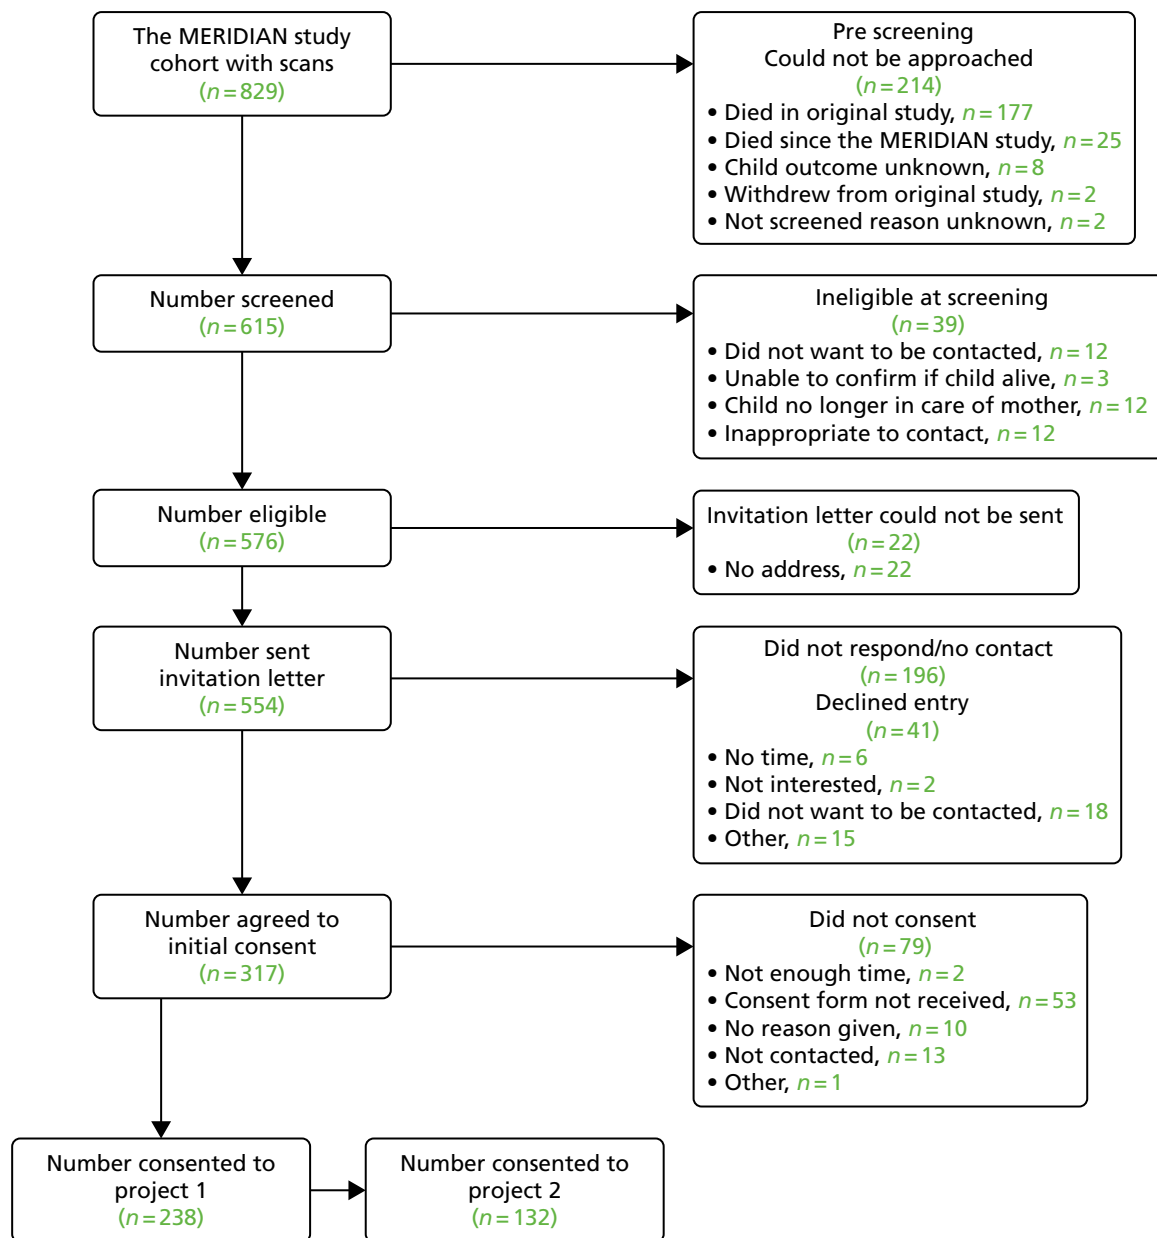 The MERIDIAN study
cohort with scans
(n=829)
Pre screening
Could not be approached
(n=214)
• Died in original study, n=177
• Died since the MERIDIAN study, n=25
• Child outcome unknown, n=8
• Withdrew from original study, n=2
• Not screened reason unknown, n=2
Number screened
(n=615)
Ineligible at screening
(n=39)
• Did not want to be contacted, n=12
• Unable to confirm if child alive, n=3
• Child no longer in care of mother, n=12
• Inappropriate to contact, n=12
Number eligible
(n=576)
Invitation letter could not be sent
(n=22)
• No address, n=22
Number sent
invitation letter
(n=554)
Did not respond/no contact
(n=196)
Declined entry
(n=41)
• No time, n=6
• Not interested, n=2
• Did not want to be contacted, n=18
• Other, n=15
Number agreed to
initial consent
(n=317)
Did not consent
(n=79)
• Not enough time, n=2
• Consent form not received, n=53
• No reason given, n=10
• Not contacted, n=13
• Other, n=1
Number consented to
project 1
(n=238)
Number consented to
project 2
(n=132)